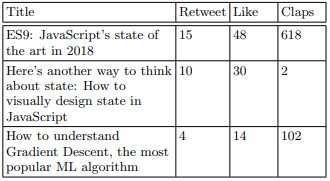 Title Retweet Like Claps
ES9: JavaScript's state of 15 48 618
the art in 2018
Here's another way to think 10 30 2
about state: How to
visually design state in
JavaScript
How to understand 4 14 102
Gradient Descent, the most
popular ML algorithm